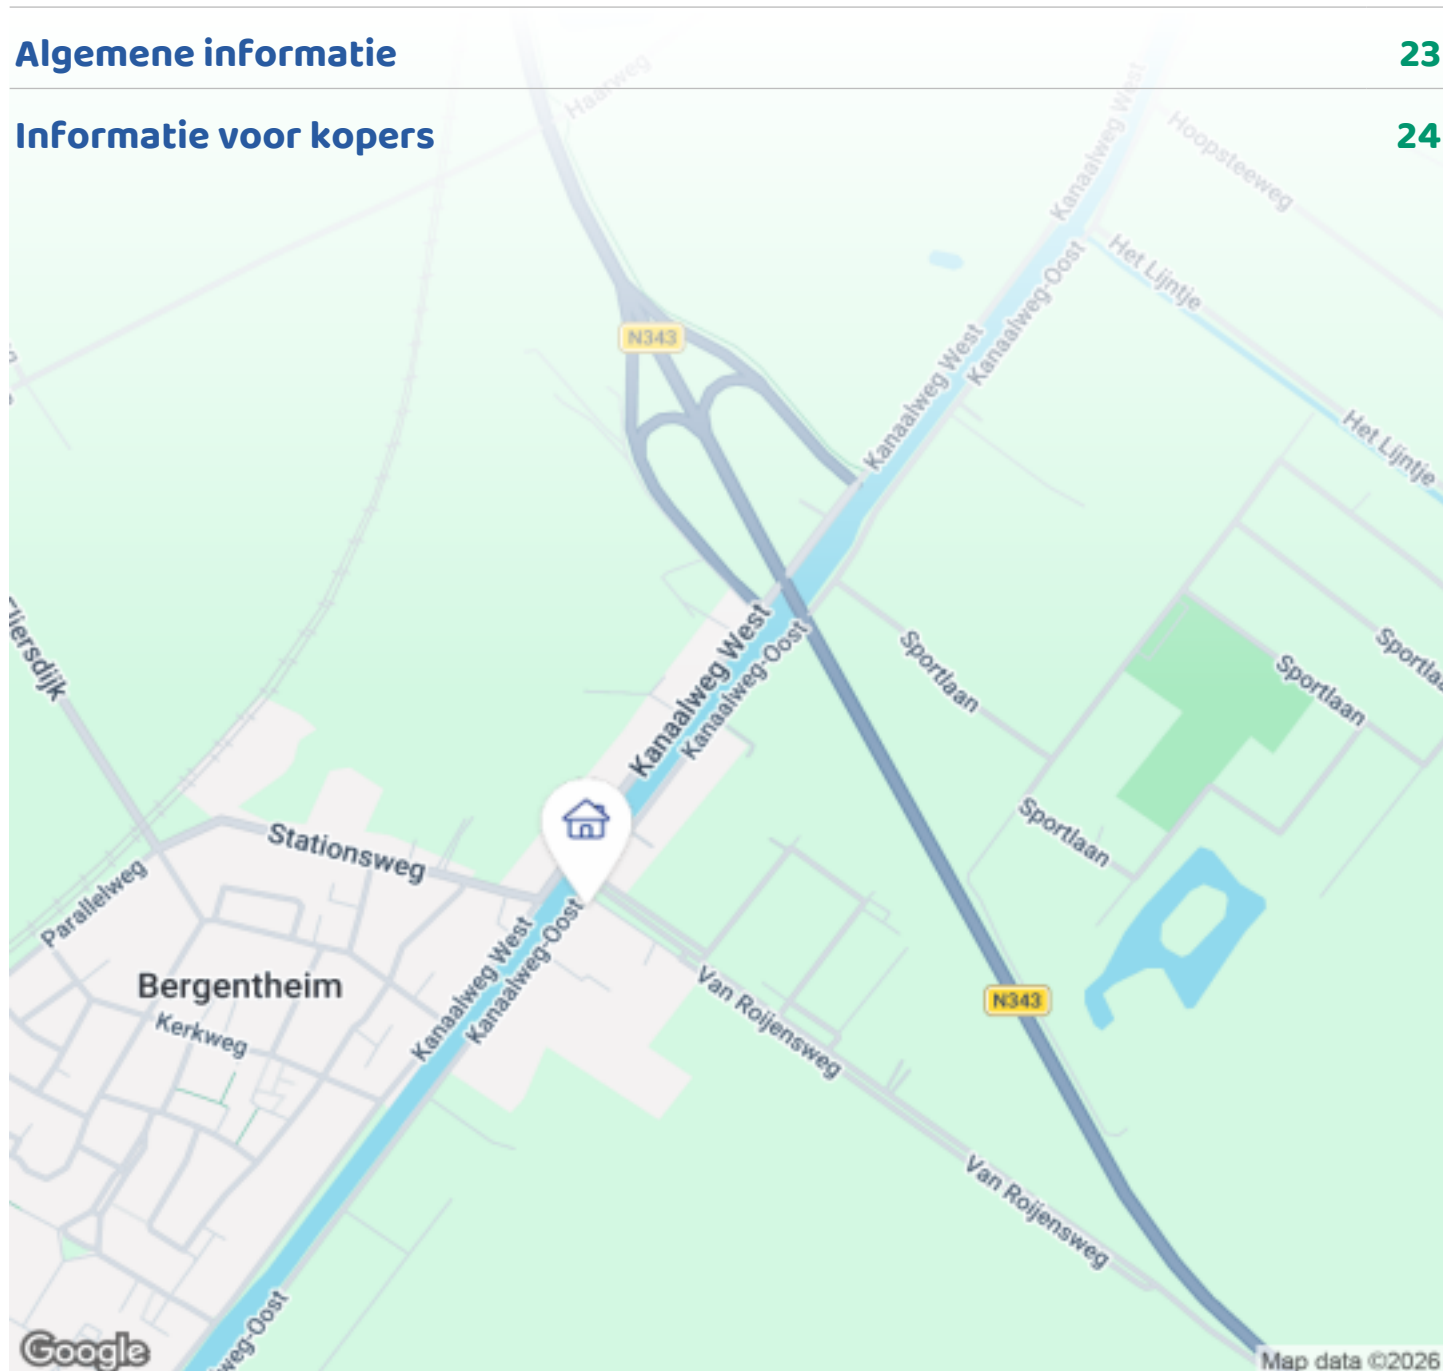 Algemene informatie 23
Informatie voor kopers 24
Haarweg
Kanaalweg West
Hoopsteeweg
Kanaalweg-Oost
Het Lijntje
N343
Kanaalweg West
Kanaalweg-Oost
Het Lijntje
Kanaalweg West
Kanaalweg-Oost
Sportlaan
Sportlaan
Sportlaan
Stationsweg
Parallelweg
Bergentheim
Kerkweg
Kanaalweg West
Kanaalweg-Oost
Van Roijensweg
N343
Van Roijensweg
Google
Map data ©2026